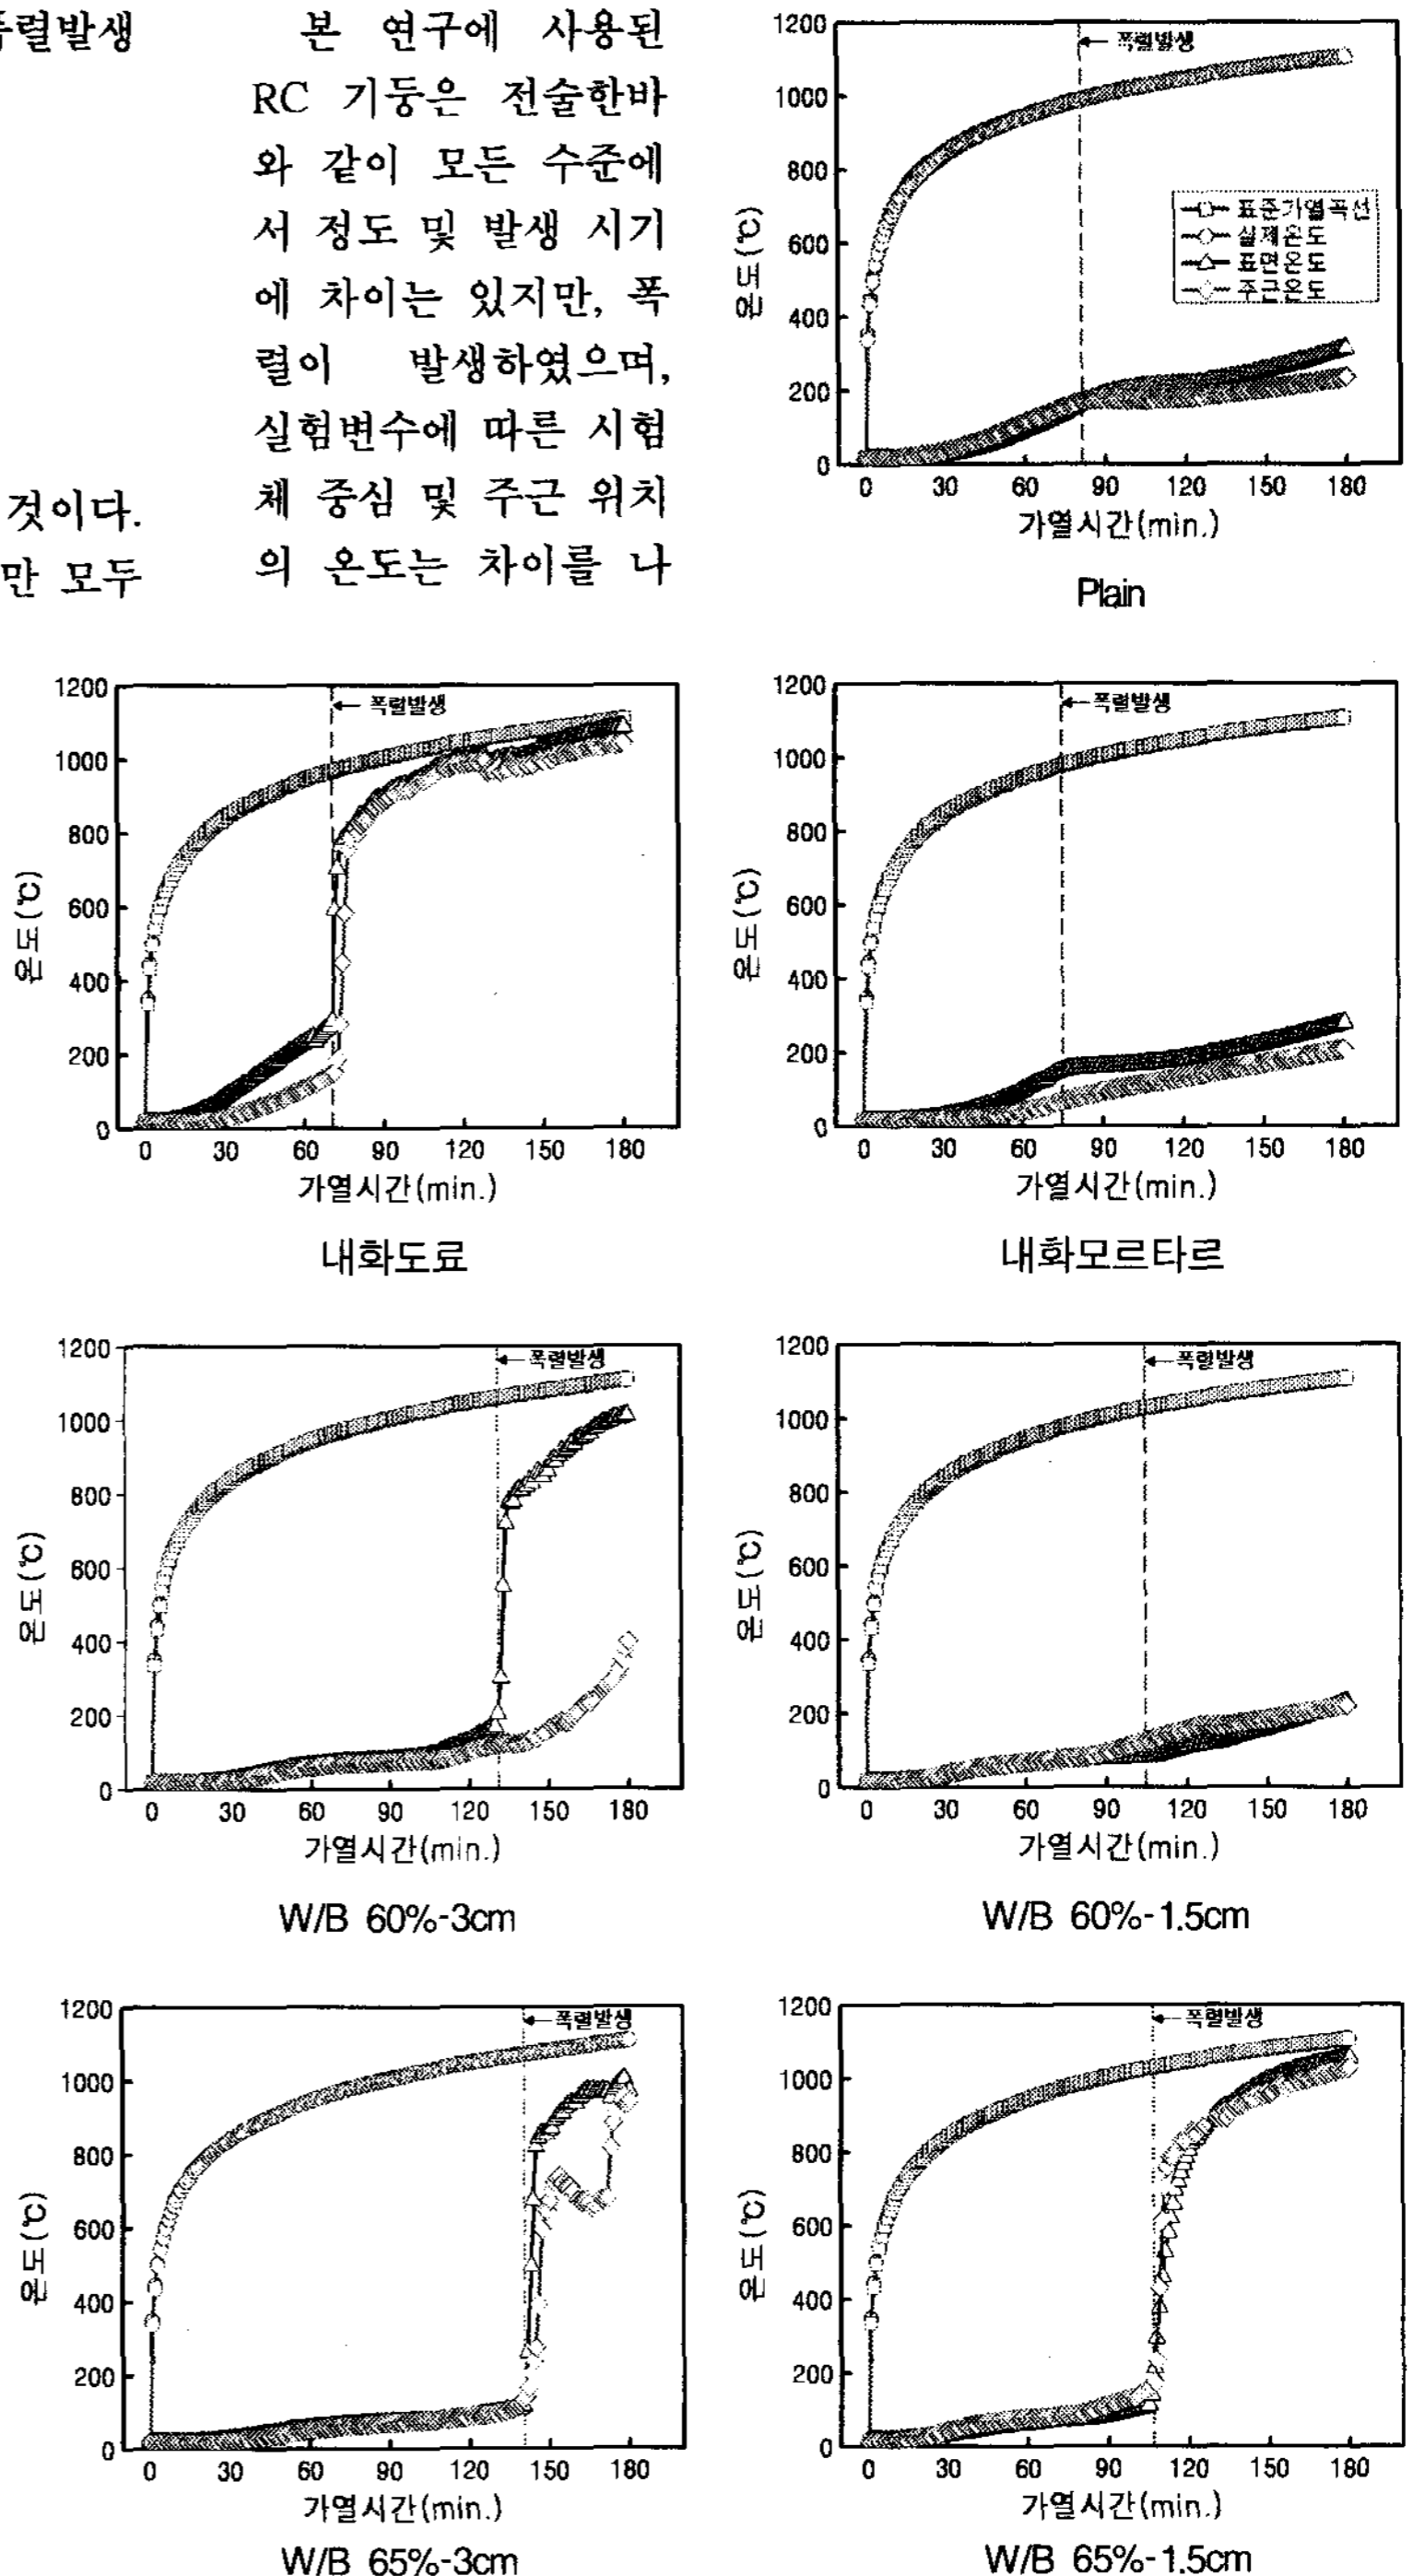 폭렬발생
것이다.
만 모두
본 연구에 사용된
RC 기둥은 전술한바
와 같이 모든 수준에
서 정도 및 발생 시기
에 차이는 있지만, 폭
렬이 발생하였으며,
실험변수에 따른 시험
체 중심 및 주근 위치
의 온도는 차이를 나
1200
1000
800
600
400
200
0
온도(℃)
폭렬발생
표준가열곡선
실제온도
표면온도
주근온도
0 30 60 90 120 150 180
가열시간(min.)
Plain
1200
1000
800
600
400
200
0
온도(℃)
폭렬발생
0 30 60 90 120 150 180
가열시간(min.)
내화도료
1200
1000
800
600
400
200
0
온도(℃)
폭렬발생
0 30 60 90 120 150 180
가열시간(min.)
내화모르타르
1200
1000
800
600
400
200
0
온도(℃)
폭렬발생
0 30 60 90 120 150 180
가열시간(min.)
W/B 60%-3cm
1200
1000
800
600
400
200
0
온도(℃)
폭렬발생
0 30 60 90 120 150 180
가열시간(min.)
W/B 60%-1.5cm
1200
1000
800
600
400
200
0
온도(℃)
폭렬발생
0 30 60 90 120 150 180
가열시간(min.)
W/B 65%-3cm
1200
1000
800
600
400
200
0
온도(℃)
폭렬발생
0 30 60 90 120 150 180
가열시간(min.)
W/B 65%-1.5cm